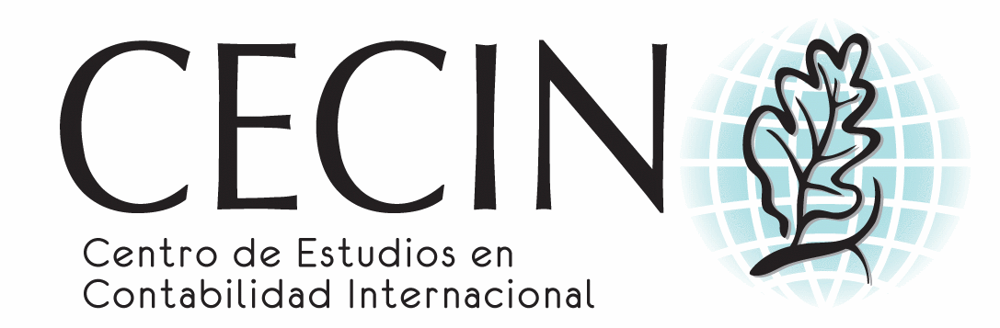 CECIN
Centro de Estudios en
Contabilidad Internacional